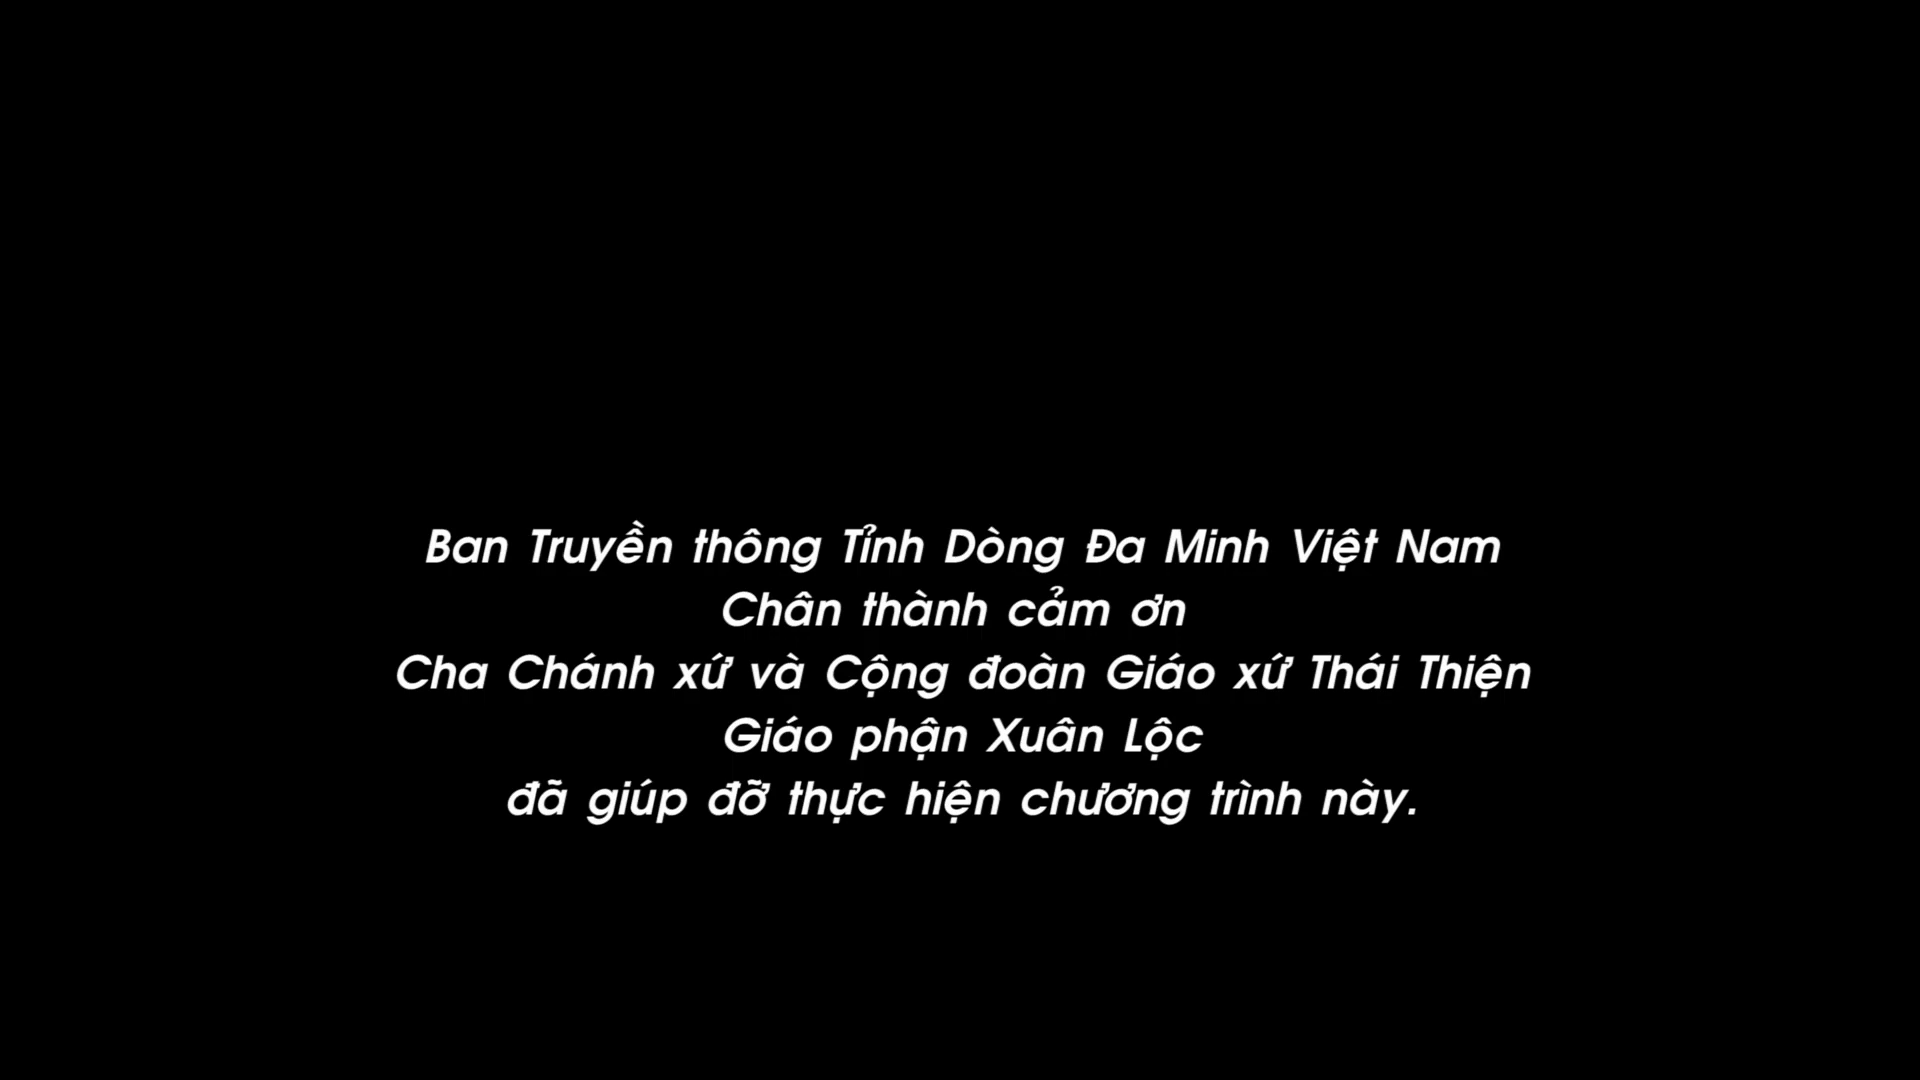 Ban Truyền thông Tỉnh Dòng Đa Minh Việt Nam
Chân thành cảm ơn
Cha Chánh xứ và Cộng đoàn Giáo xứ Thái Thiện
Giáo phận Xuân Lộc
đã giúp đỡ thực hiện chương trình này.